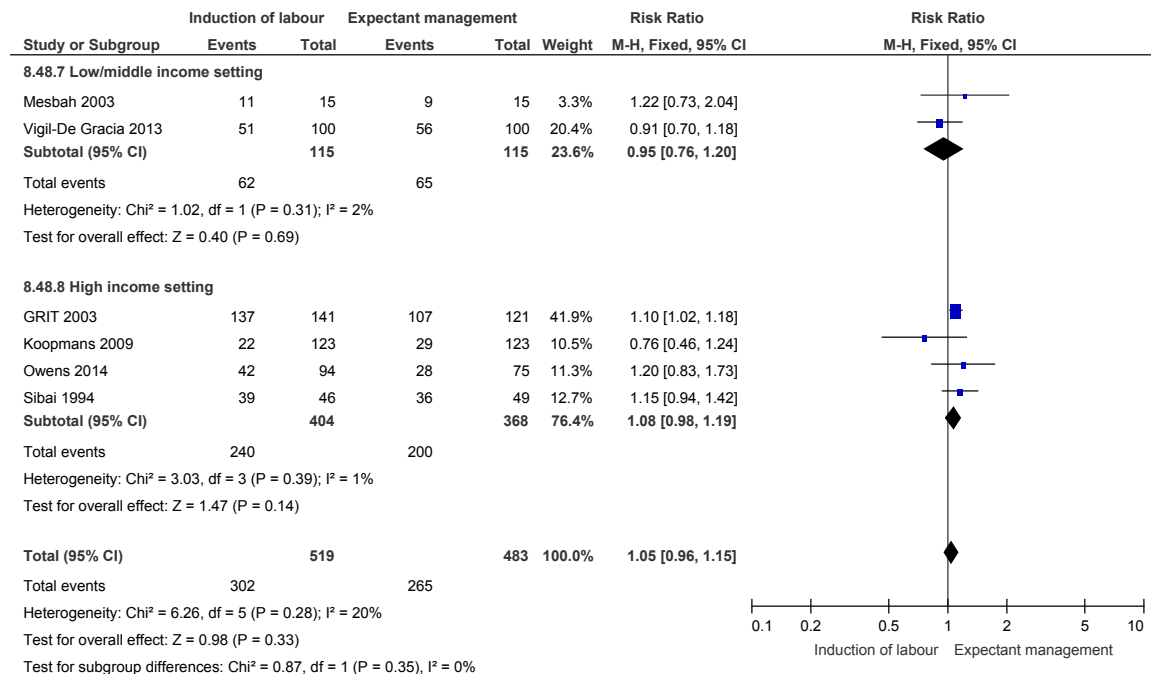 Induction of labour Expectant management Risk Ratio Risk Ratio
Study or Subgroup Events Total Events Total Weight M-H, Fixed, 95% CI M-H, Fixed, 95% CI
8.48.7 Low/middle income setting
Mesbah 2003 11 15 9 15 3.3% 1.22 [0.73, 2.04]
Vigil-De Gracia 2013 51 100 56 100 20.4% 0.91 [0.70, 1.18]
Subtotal (95% CI) 115 115 23.6% 0.95 [0.76, 1.20]
Total events 62 65
Heterogeneity: Chi² = 1.02, df = 1 (P = 0.31); I² = 2%
Test for overall effect: Z = 0.40 (P = 0.69)
8.48.8 High income setting
GRIT 2003 137 141 107 121 41.9% 1.10 [1.02, 1.18]
Koopmans 2009 22 123 29 123 10.5% 0.76 [0.46, 1.24]
Owens 2014 42 94 28 75 11.3% 1.20 [0.83, 1.73]
Sibai 1994 39 46 36 49 12.7% 1.15 [0.94, 1.42]
Subtotal (95% CI) 404 368 76.4% 1.08 [0.98, 1.19]
Total events 240 200
Heterogeneity: Chi² = 3.03, df = 3 (P = 0.39); I² = 1%
Test for overall effect: Z = 1.47 (P = 0.14)
Total (95% CI) 519 483 100.0% 1.05 [0.96, 1.15]
Total events 302 265
Heterogeneity: Chi² = 6.26, df = 5 (P = 0.28); I² = 20%
Test for overall effect: Z = 0.98 (P = 0.33)
Test for subgroup differences: Chi² = 0.87, df = 1 (P = 0.35), I² = 0%
0.1 0.2 0.5 1 2 5 10
Induction of labour Expectant management